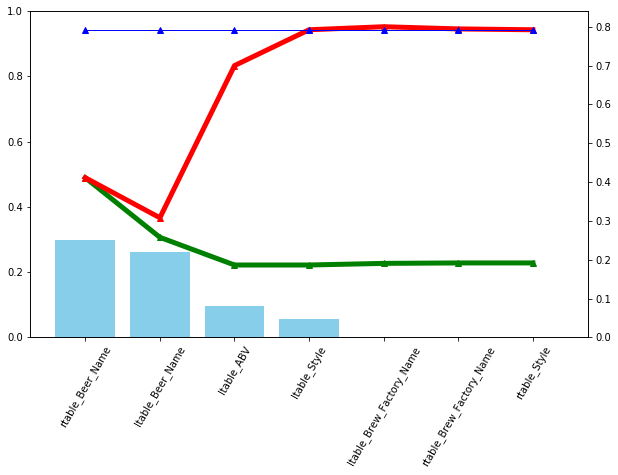 1.0
0.8
0.6
0.4
0.2
0.0
0.8
0.7
0.6
0.5
0.4
0.3
0.2
0.1
0.0
rtable_Beer_Name
ltable_Beer_Name
ltable_ABV
ltable_Style
ltable_Brew_Factory_Name
rtable_Brew_Factory_Name
rtable_Style